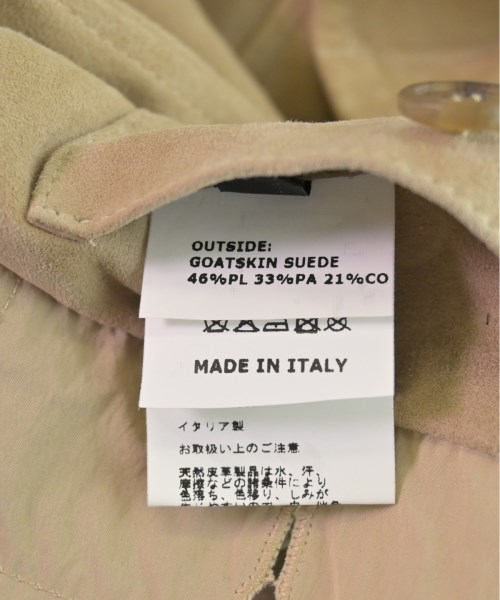 OUTSIDE:
GOATSKIN SUEDE
46%PL 33%PA 21%CO
MADE IN ITALY
イタリア製
お取扱い上のご注意
天然皮革製品は水、汗、
摩擦などの諸条件により
色落ち、色移り、しみが